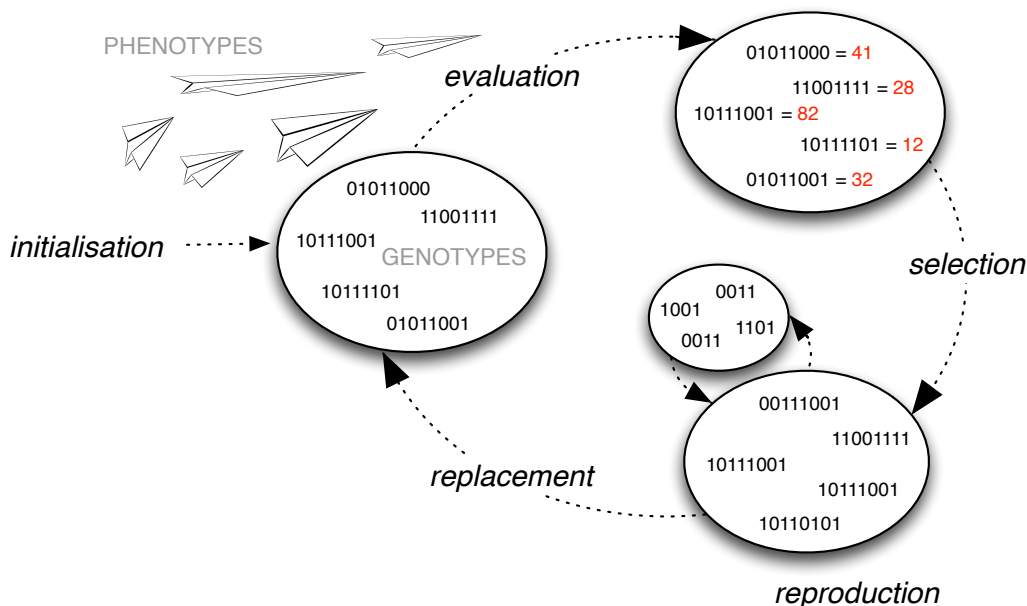 PHENOTYPES
evaluation
01011000 = 41
11001111 = 28
10111001 = 82
10111101 = 12
01011001 = 32
01011000
11001111
10111001
GENOTYPES
10111101
01011001
initialisation
selection
0011
1001
1101
0011
00111001
11001111
10111001
10111001
10110101
replacement
reproduction